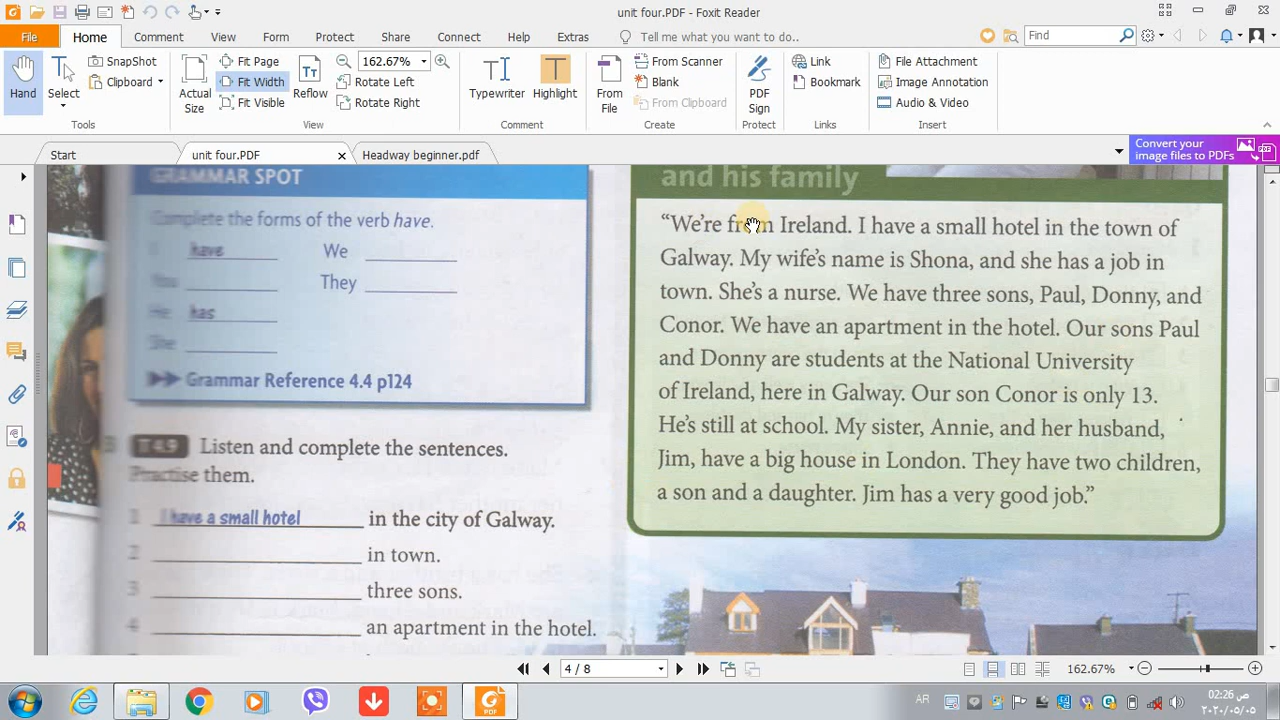 unit four.PDF - Foxit Reader
File Home Comment View Form Protect Share Connect Help Extras Tell me what you want to do.. Find
Hand Select SnapShot Clipboard Tools
Actual Size Fit Page Fit Width Fit Visible Reflow 162.67% Rotate Left Rotate Right View
Typewriter Highlight Comment
From File From Scanner Blank From Clipboard Create
PDF Sign Protect
Link Bookmark Links
File Attachment Image Annotation Audio & Video Insert
Start unit four.PDF Headway beginner.pdf
Convert your image files to PDFs
GRAMMAR SPOT
Complete the forms of the verb have.
I have We
You They
He has
She
Grammar Reference 4.4 p124
3 T 4.9 Listen and complete the sentences.
Practise them.
1 I have a small hotel in the city of Galway.
2 in town.
3 three sons.
4 an apartment in the hotel.
and his family
“We’re from Ireland. I have a small hotel in the town of
Galway. My wife’s name is Shona, and she has a job in
town. She’s a nurse. We have three sons, Paul, Donny, and
Conor. We have an apartment in the hotel. Our sons Paul
and Donny are students at the National University
of Ireland, here in Galway. Our son Conor is only 13.
He’s still at school. My sister, Annie, and her husband,
Jim, have a big house in London. They have two children,
a son and a daughter. Jim has a very good job.”
4 / 8
162.67%
AR
02:26 ص
٢٠٢٠/٠٥/٠٥